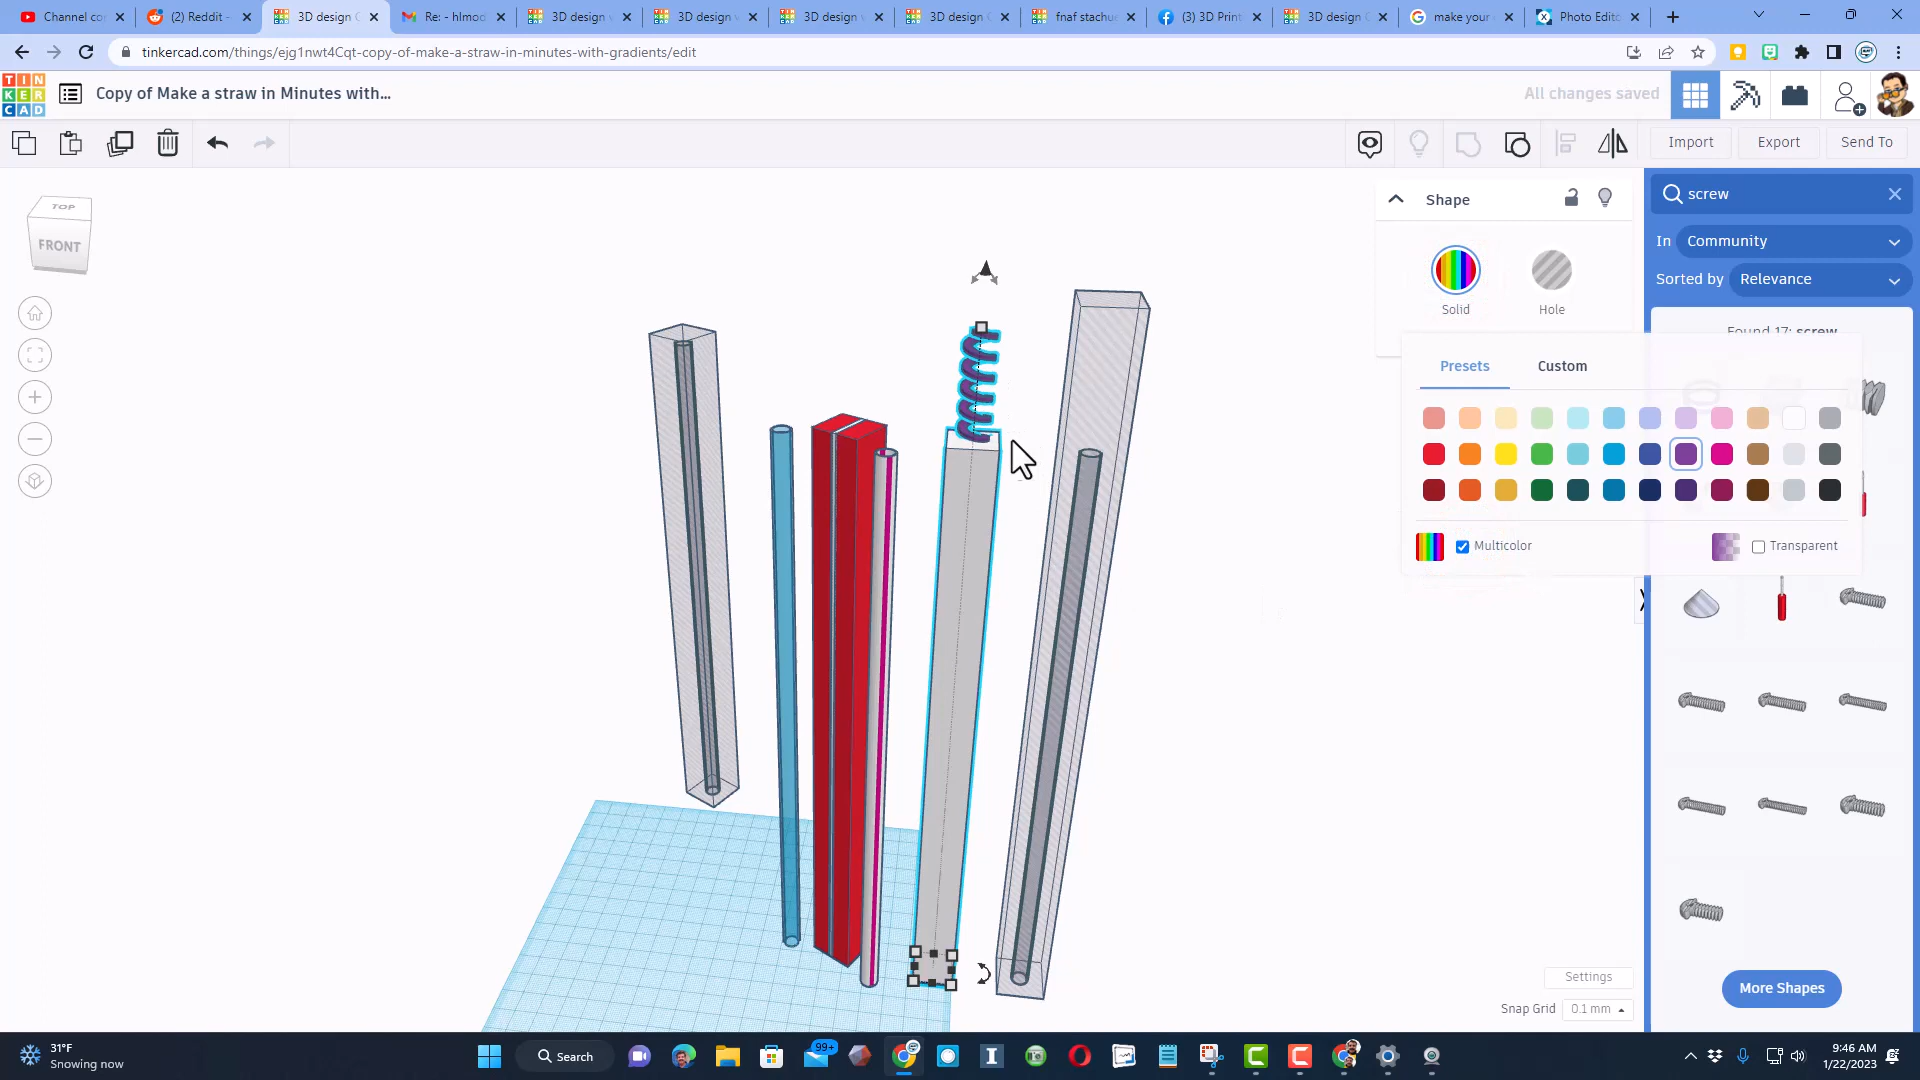 Channel co
(2) Reddit -
3D design
Re: - hlmod
3D design
3D design
3D design
3D design
fnaf stachue
(3) 3D Print
3D design
make your
Photo Edito
tinkercad.com/things/ejg1nwt4Cqt-copy-of-make-a-straw-in-minutes-with-gradients/edit
TIN
KER
CAD
Copy of Make a straw in Minutes with...
All changes saved
Import
Export
Send To
TOP
FRONT
Shape
Solid
Hole
Presets
Custom
Multicolor
Transparent
screw
In
Community
Sorted by
Relevance
Found 17: screw
More Shapes
Settings
Snap Grid
0.1 mm
31°F
Snowing now
Search
99+
9:46 AM
1/22/2023